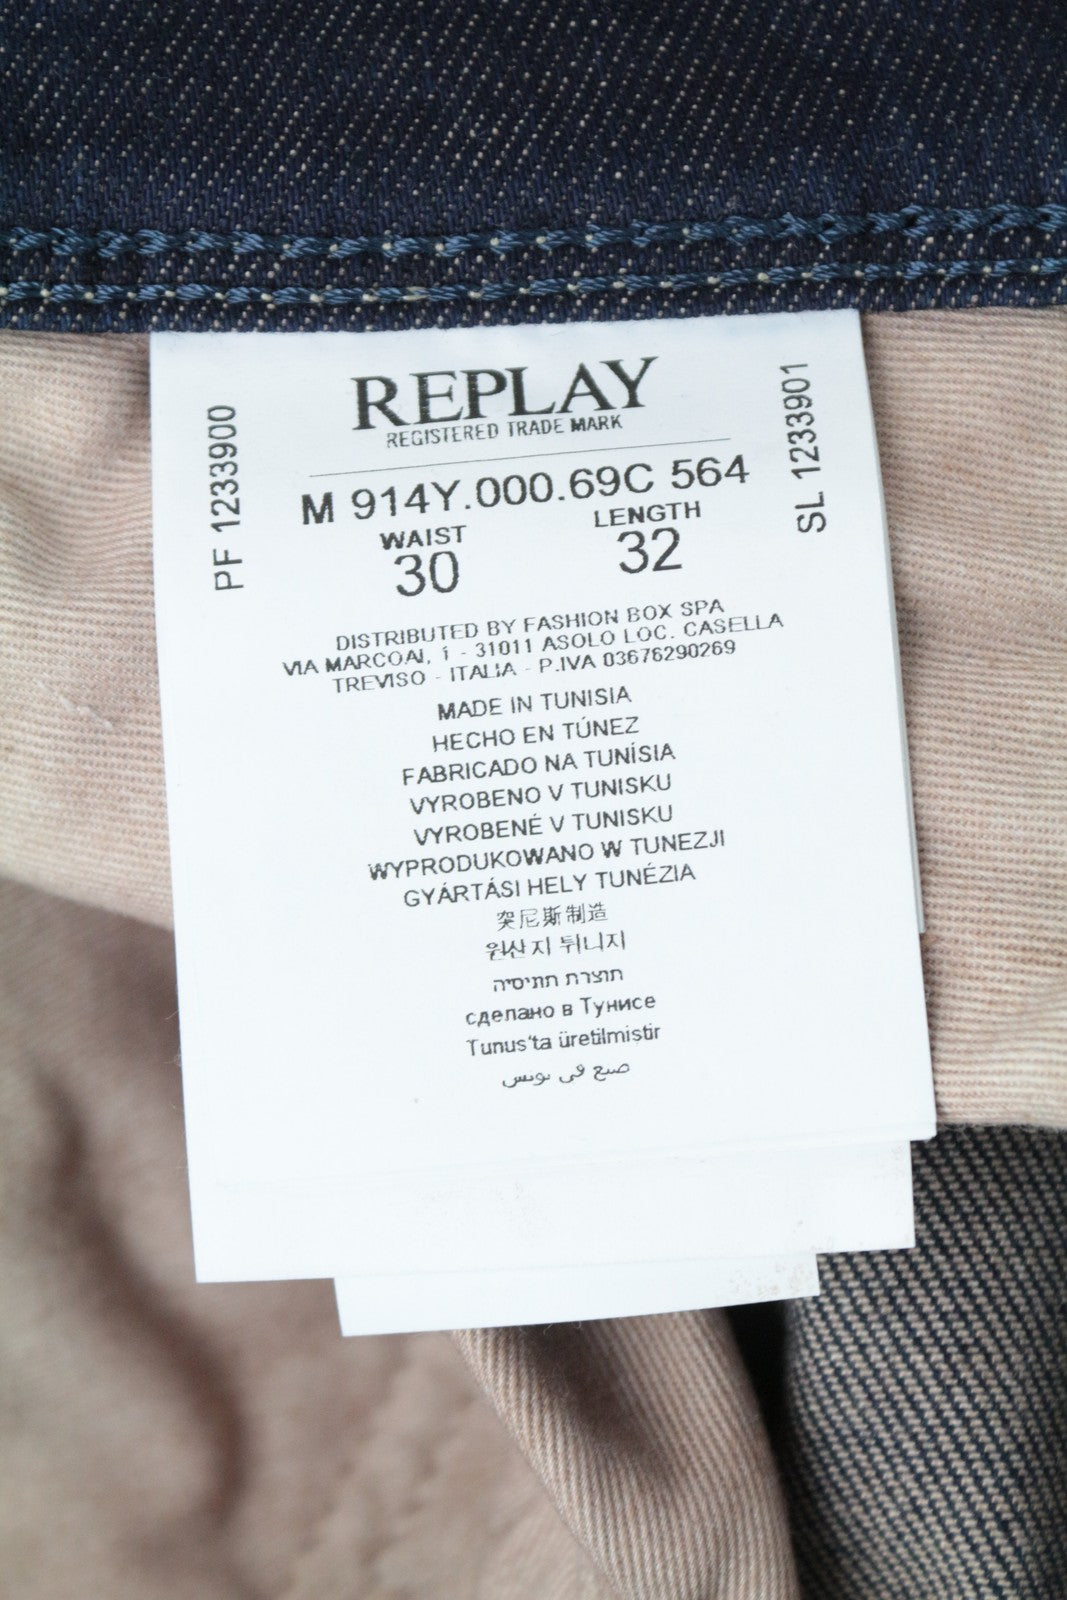 REPLAY
REGISTERED TRADE MARK
PF 1233900
SL 1233901
M 914Y.000.69C 564
WAIST LENGTH
30 32
DISTRIBUTED BY FASHION BOX SPA
VIA MARCOAI, 1 - 31011 ASOLO LOC. CASELLA
TREVISO - ITALIA - P.IVA 03676290269
MADE IN TUNISIA
HECHO EN TÚNEZ
FABRICADO NA TUNÍSIA
VYROBENO V TUNISKU
VYROBENÉ V TUNISKU
WYPRODUKOWANO W TUNEZJI
GYÁRTÁSI HELY TUNÉZIA
突尼斯制造
원산지 튀니지
תוצרת תוניסיה
сделано в Тунисе
Tunus'ta üretilmistir
صنع في تونس